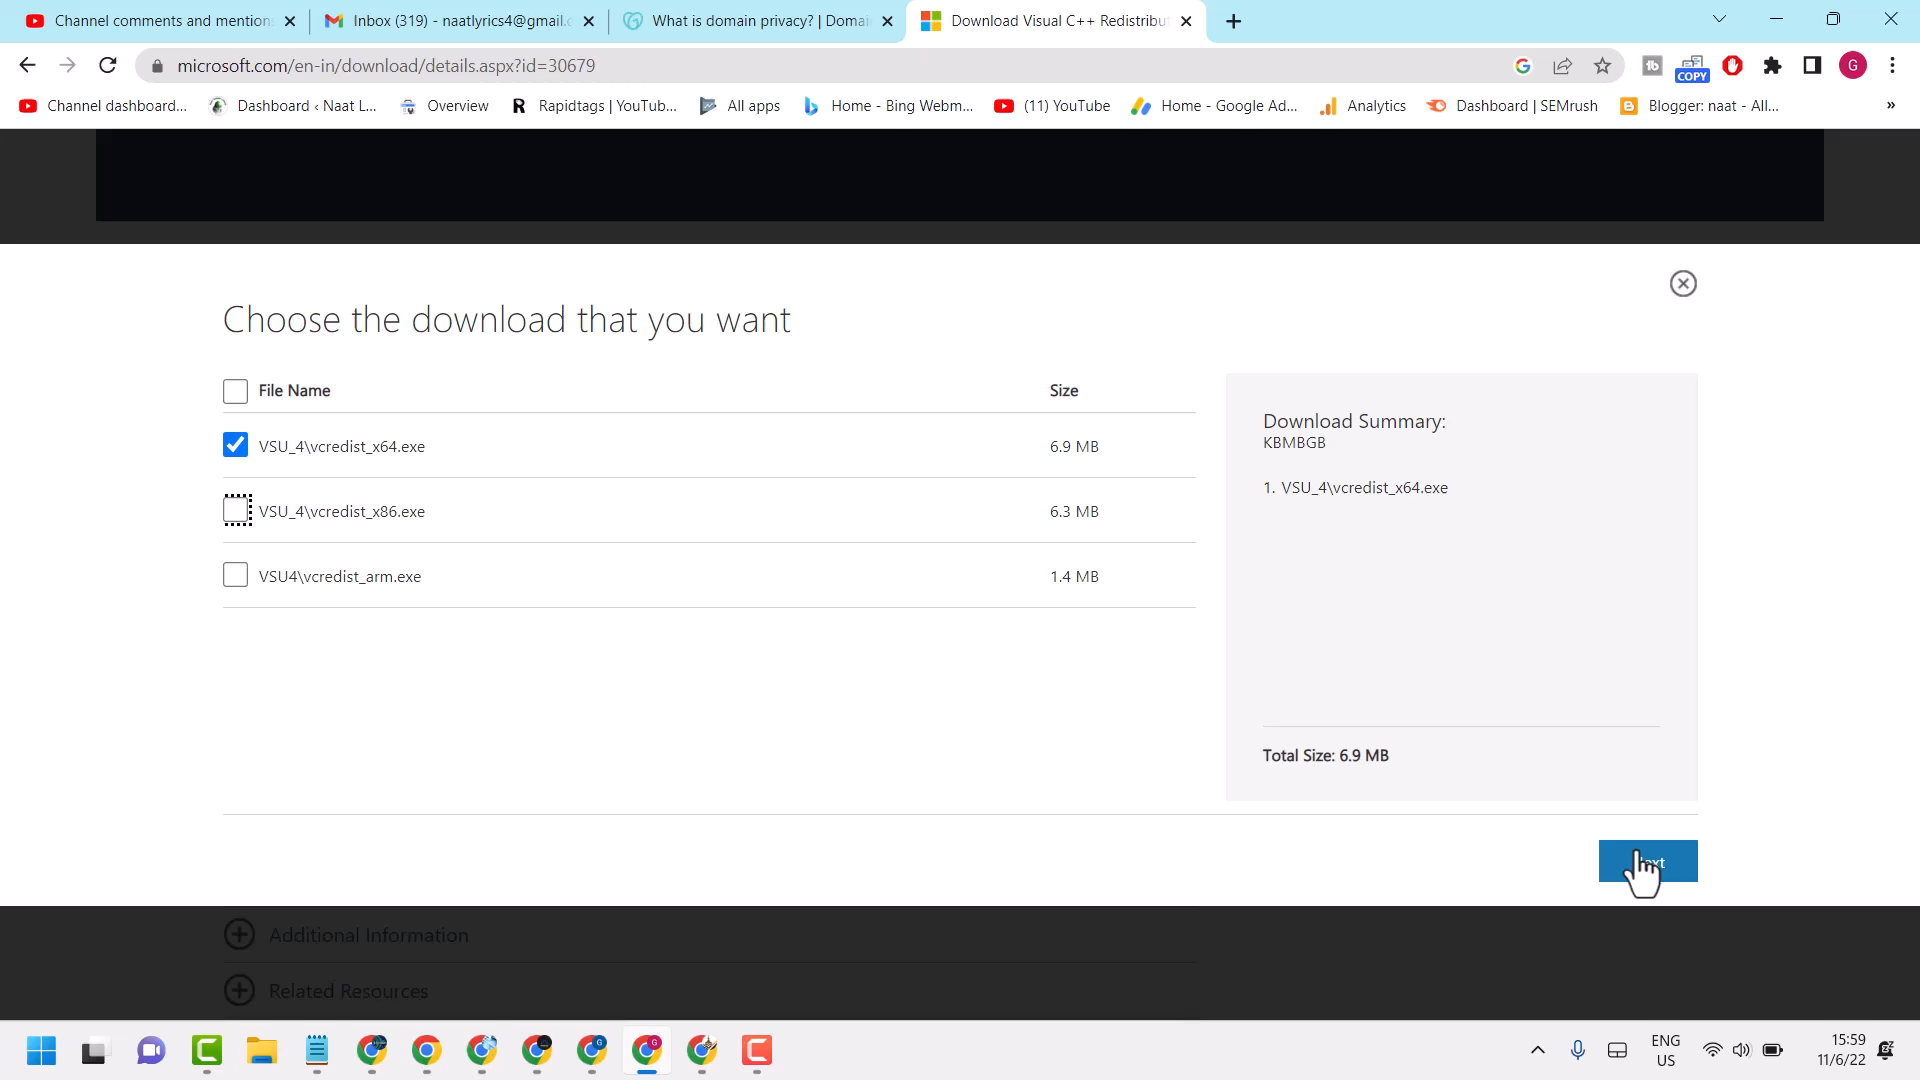 Channel comments and mention
Inbox (319) - naatlyrics4@gmail.c
What is domain privacy? | Domai
Download Visual C++ Redistribut
microsoft.com/en-in/download/details.aspx?id=30679
COPY
G
Channel dashboard...
Dashboard ‹ Naat L...
Overview
Rapidtags | YouTub...
All apps
Home - Bing Webm...
(11) YouTube
Home - Google Ad...
Analytics
Dashboard | SEMrush
Blogger: naat - All...
»
Choose the download that you want
File Name
Size
VSU_4\vcredist_x64.exe
6.9 MB
VSU_4\vcredist_x86.exe
6.3 MB
VSU4\vcredist_arm.exe
1.4 MB
Download Summary:
KBMBGB
1. VSU_4\vcredist_x64.exe
Total Size: 6.9 MB
Additional Information
Related Resources
ENG
US
15:59
11/6/22